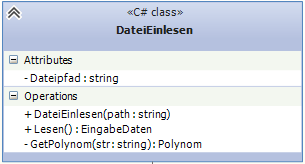 «C# class»
DateiEinlesen
Attributes
- Dateipfad : string
Operations
+ DateiEinlesen(path : string)
+ Lesen() : EingabeDaten
- GetPolynom(str: string): Polynom